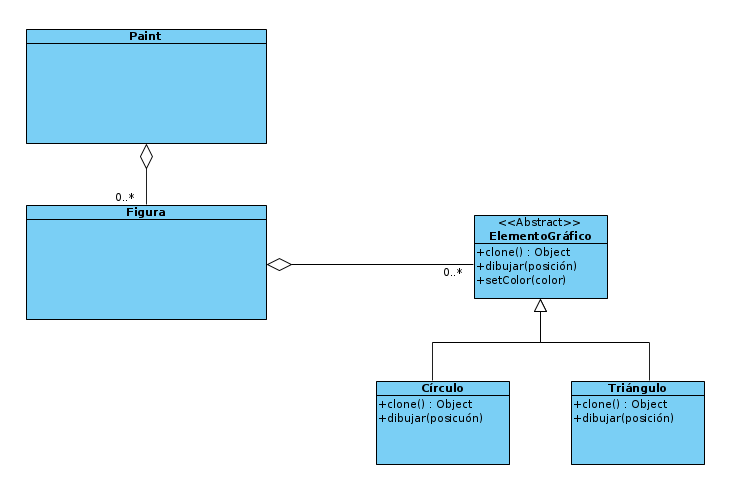 Paint
0..*
Figura
<<Abstract>>
ElementoGráfico
+clone() : Object
+dibujar(posición)
+setColor(color)
0..*
Círculo
+clone() : Object
+dibujar(posicuón)
Triángulo
+clone() : Object
+dibujar(posición)